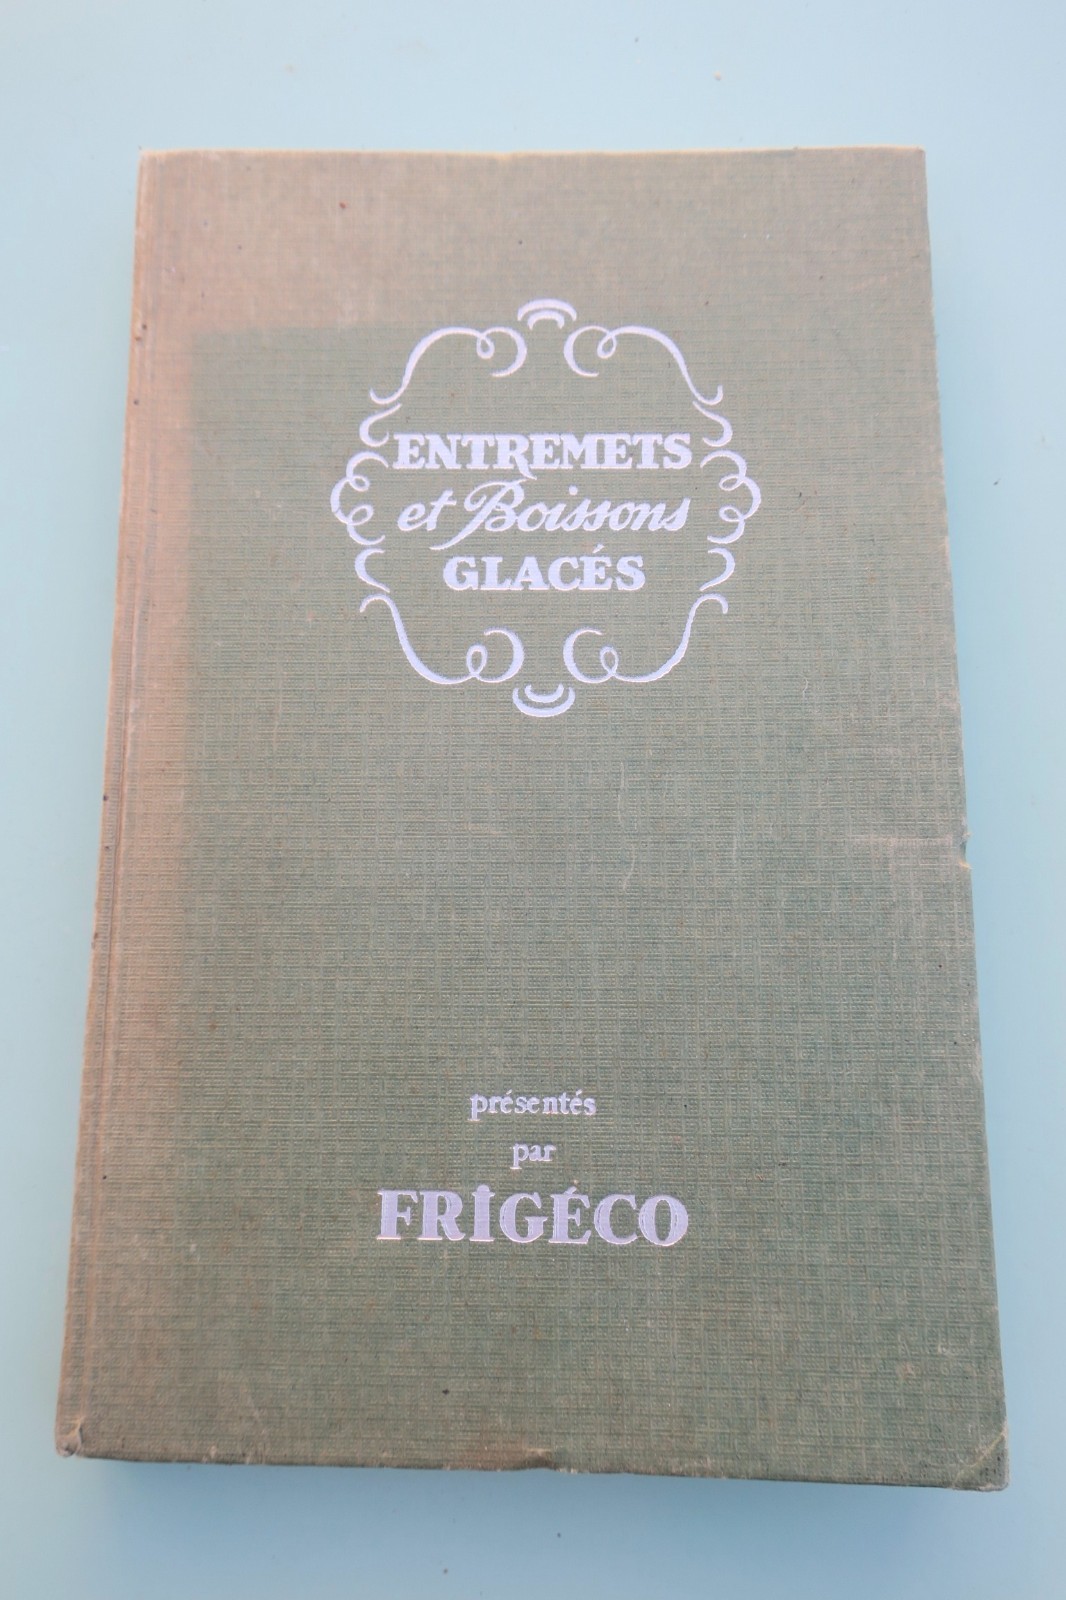 ENTREMETS
et Boissons
GLACÉS
présentés
par
FRIGÉCO